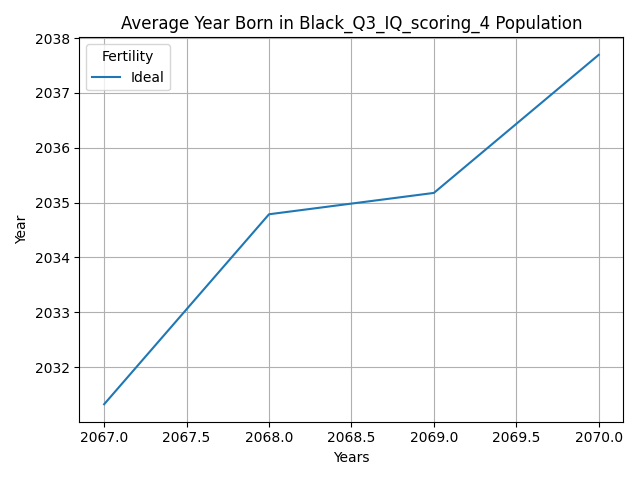 Average Year Born in Black_Q3_IQ_scoring_4 Population
2038
2037
2036
2035
2034
2033
2032
Year
Fertility
Ideal
2067.0 2067.5 2068.0 2068.5 2069.0 2069.5 2070.0
Years